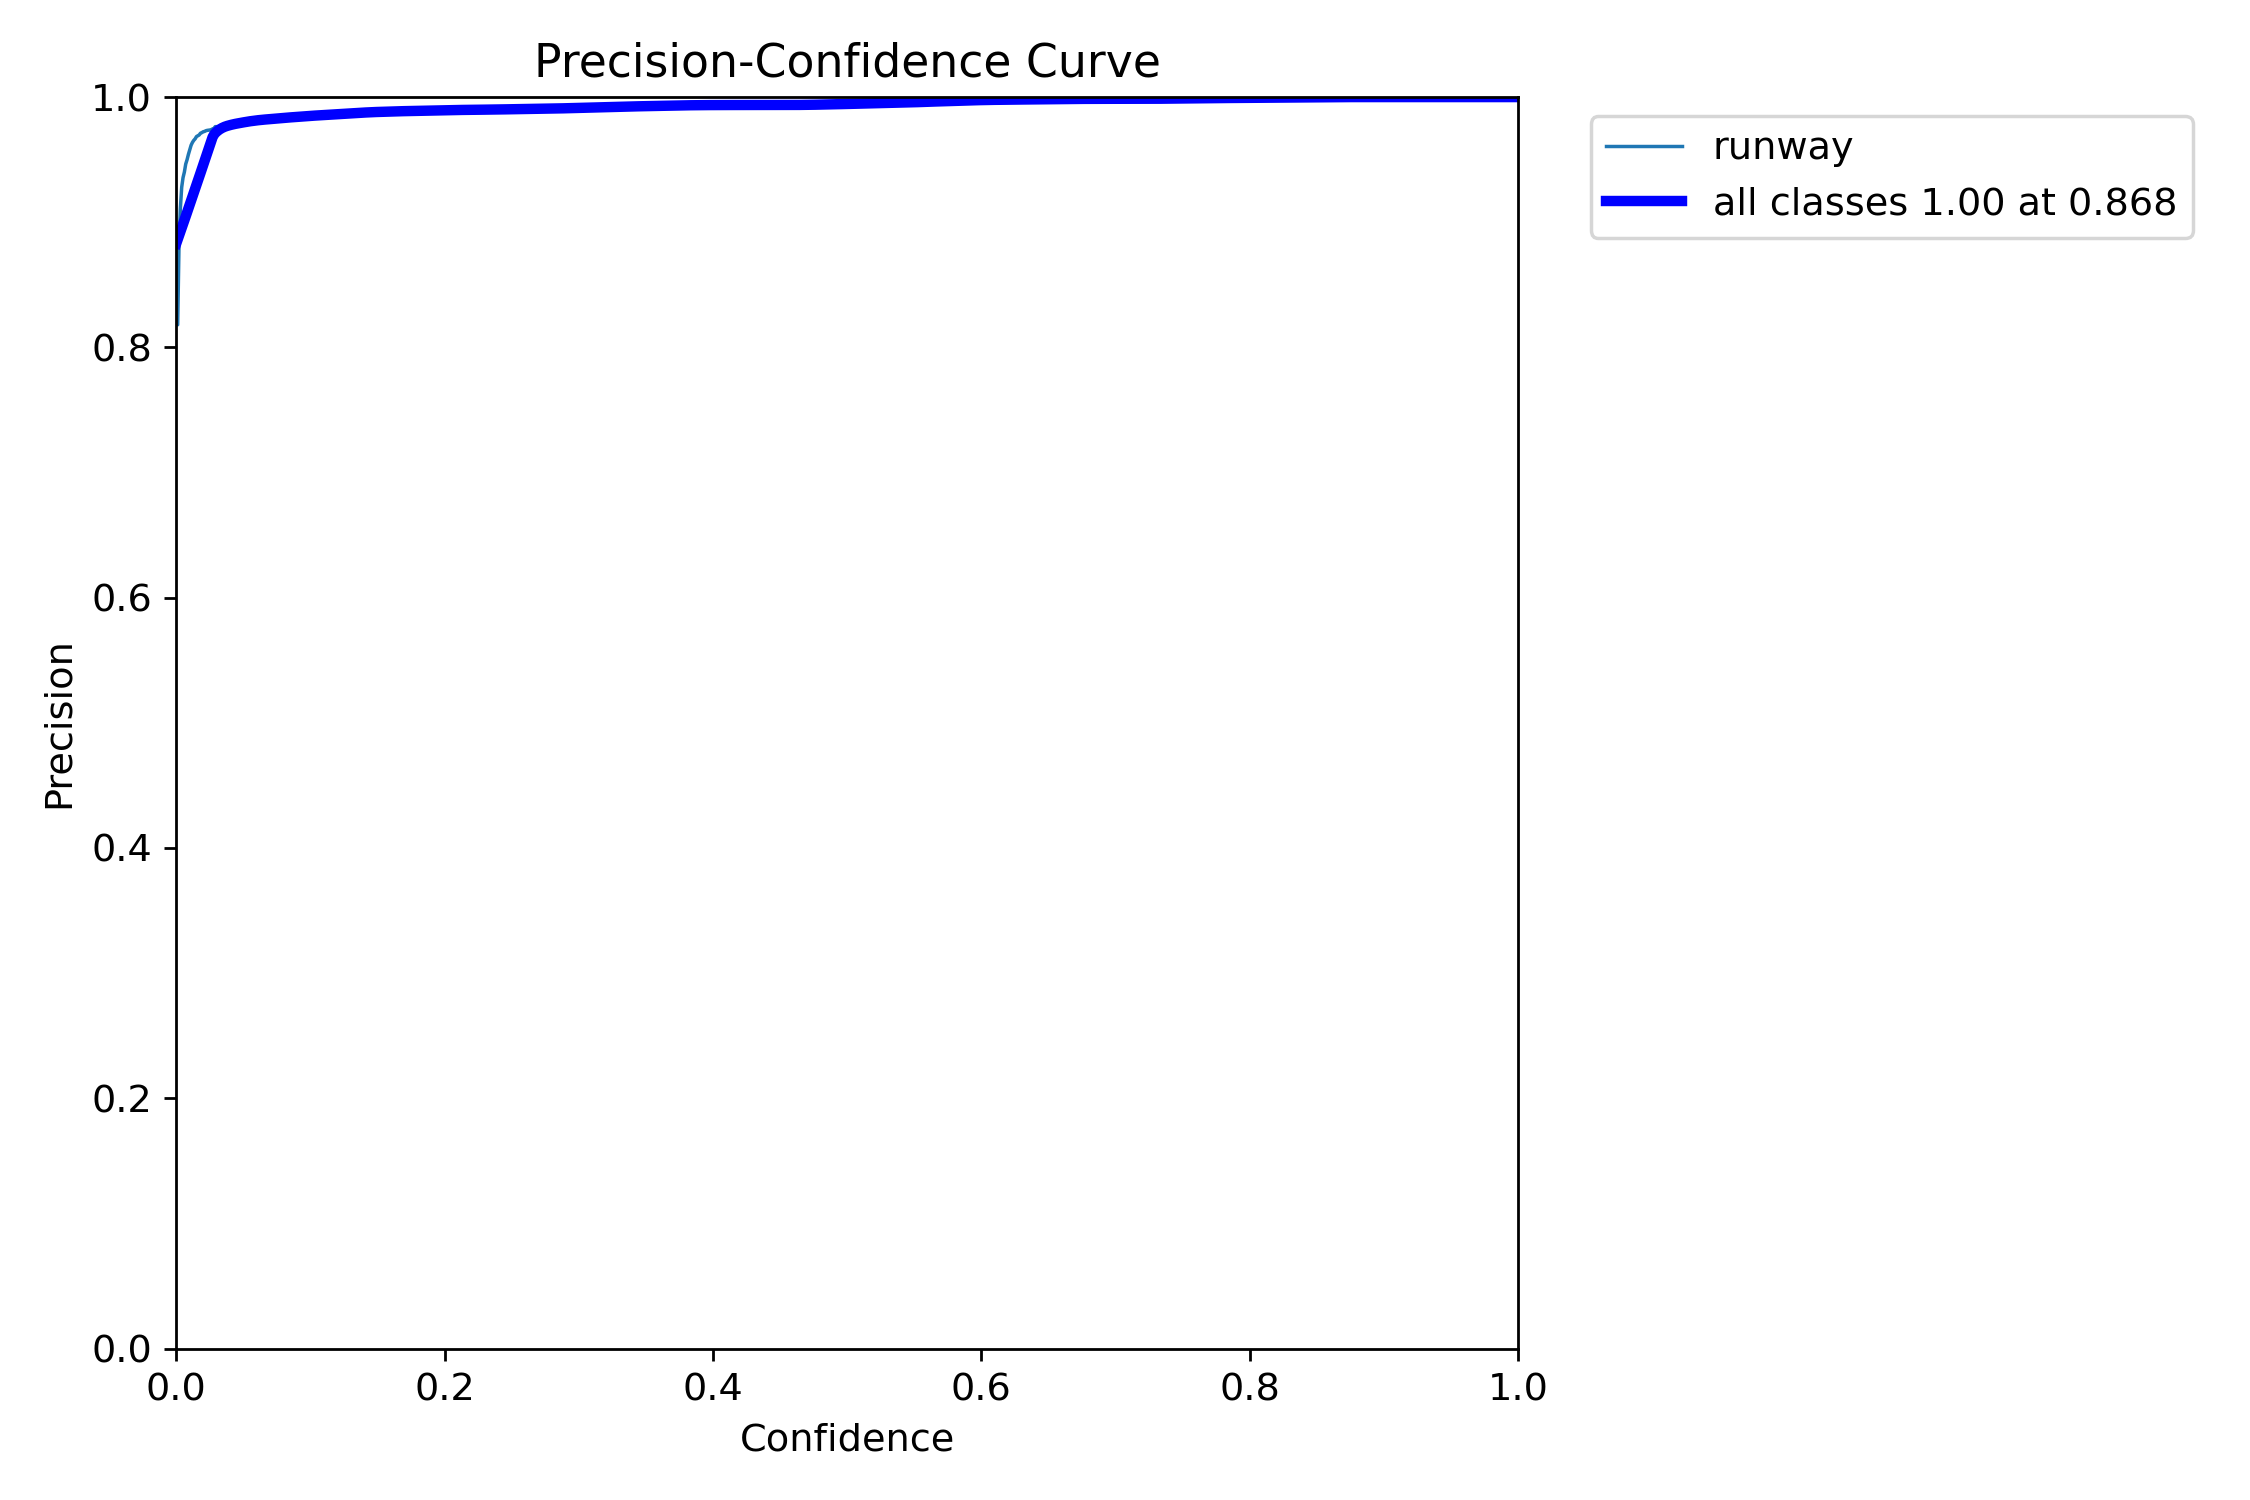 Precision-Confidence Curve
1.0
0.8
0.6
0.4
0.2
0.0
Precision
0.0 0.2 0.4 0.6 0.8 1.0
Confidence
runway
all classes 1.00 at 0.868